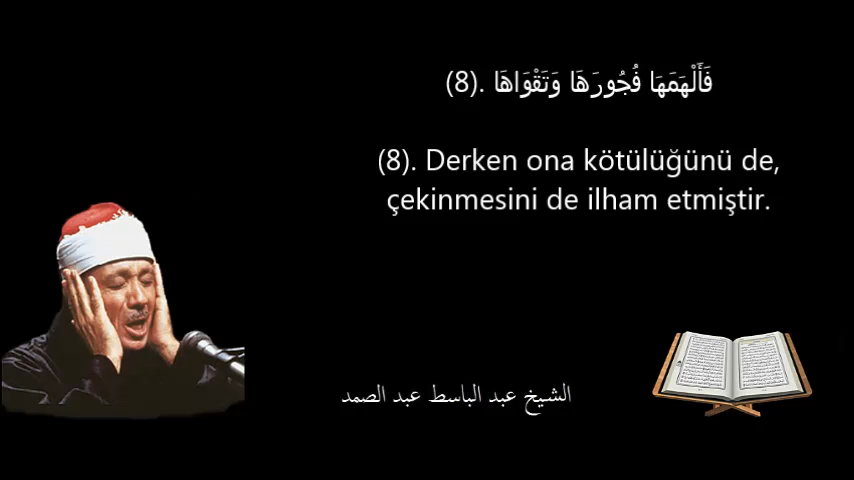 (8). فَأَلْهَمَهَا فُجُورَهَا وَتَقْوَاهَا
(8). Derken ona kötülüğünü de,
çekinmesini de ilham etmiştir.
الشيخ عبد الباسط عبد الصمد